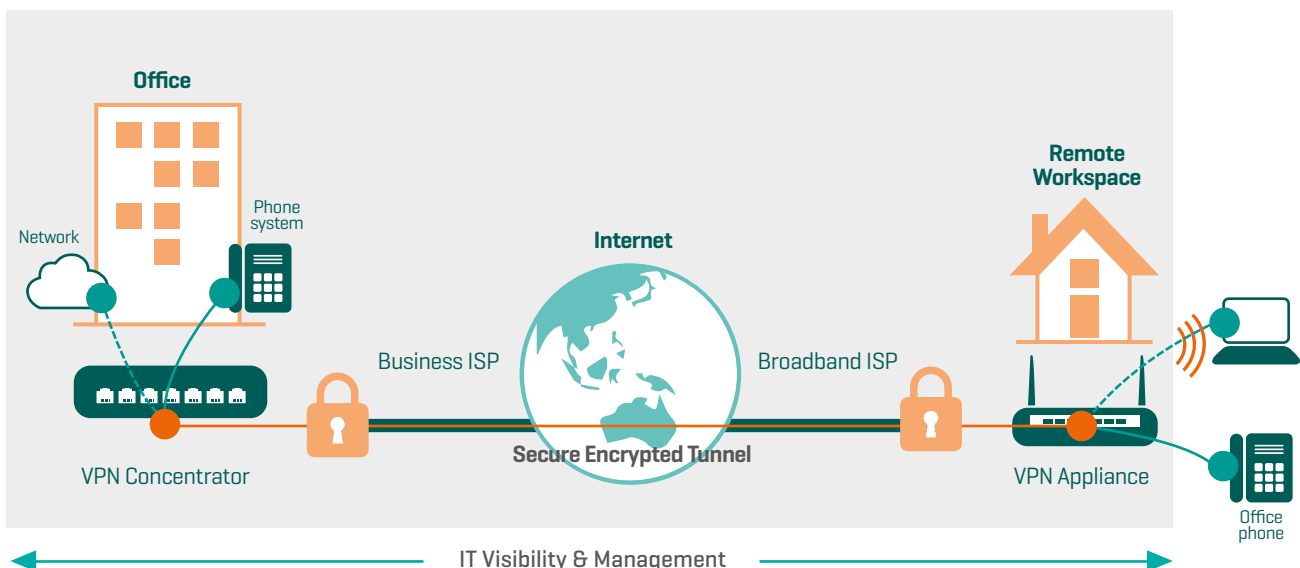 Office
Phone
system
Network
Remote
Workspace
Internet
Business ISP
Broadband ISP
Secure Encrypted Tunnel
VPN Concentrator
VPN Appliance
Office
phone
IT Visibility & Management